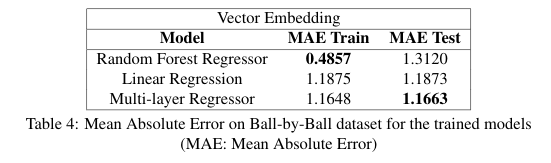 Vector Embedding
Model MAE Train MAE Test
Random Forest Regressor 0.4857 1.3120
Linear Regression 1.1875 1.1873
Multi-layer Regressor 1.1648 1.1663
Table 4: Mean Absolute Error on Ball-by-Ball dataset for the trained models
(MAE: Mean Absolute Error)